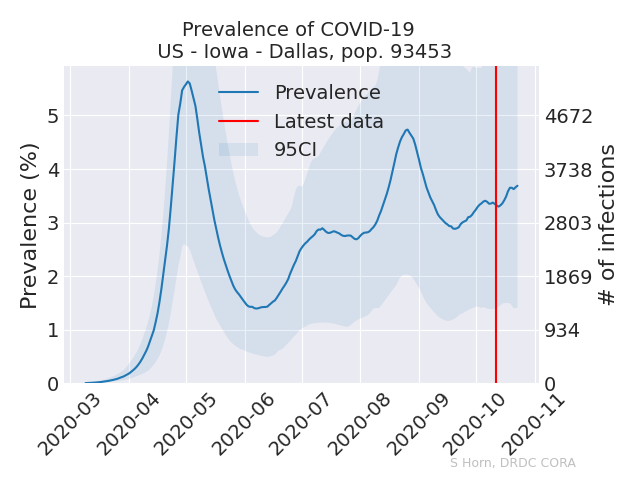 Prevalence of COVID-19
US - Iowa - Dallas, pop. 93453
Prevalence
Latest data
95CI
Prevalence (%)
5
4
3
2
1
0
4672
3738
2803
1869
934
0
# of infections
2020-03
2020-04
2020-05
2020-06
2020-07
2020-08
2020-09
2020-10
2020-11
S Horn, DRDC CORA